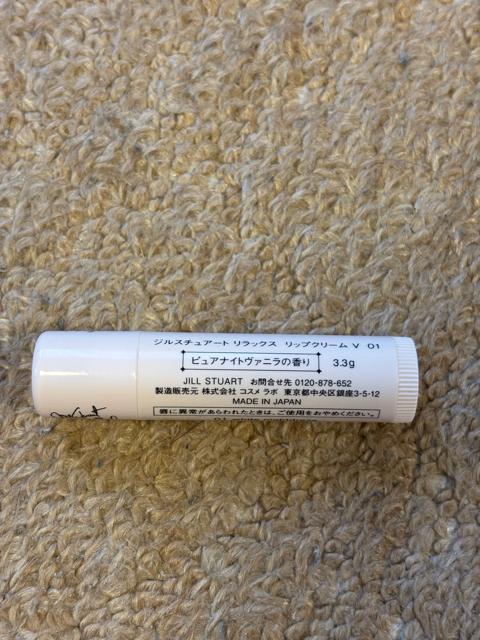 ジルスチュアート リラックス リップクリーム V 01
ピュアナイトヴァニラの香り 3.3g
JILL STUART お問合せ先 0120-878-652
製造販売元 株式会社 コスメ ラボ 東京都中央区銀座3-5-12
MADE IN JAPAN
唇に異常があらわれたときは、ご使用をおやめください。